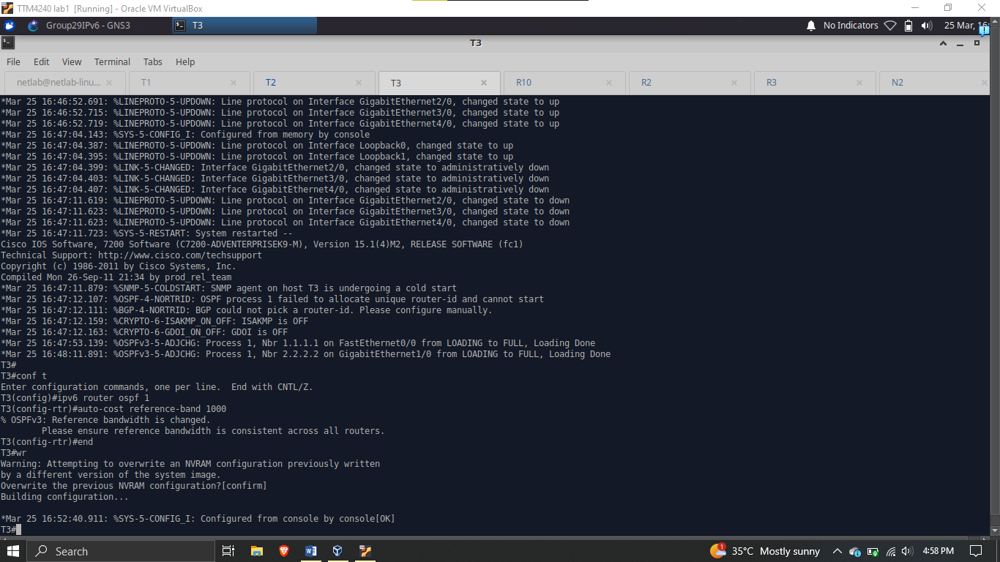 TTM4240 lab1 [Running] - Oracle VM VirtualBox
Group29IPv6 - GNS3
T3
No Indicators
25 Mar, 16:
T3
File Edit View Terminal Tabs Help
netlab@netlab-linu... T1 T2 T3 R10 R2 R3 N2
*Mar 25 16:46:52.691: %LINEPROTO-5-UPDOWN: Line protocol on Interface GigabitEthernet2/0, changed state to up
*Mar 25 16:46:52.715: %LINEPROTO-5-UPDOWN: Line protocol on Interface GigabitEthernet3/0, changed state to up
*Mar 25 16:46:52.719: %LINEPROTO-5-UPDOWN: Line protocol on Interface GigabitEthernet4/0, changed state to up
*Mar 25 16:47:04.143: %SYS-5-CONFIG_I: Configured from memory by console
*Mar 25 16:47:04.387: %LINEPROTO-5-UPDOWN: Line protocol on Interface Loopback0, changed state to up
*Mar 25 16:47:04.395: %LINEPROTO-5-UPDOWN: Line protocol on Interface Loopback1, changed state to up
*Mar 25 16:47:04.399: %LINK-5-CHANGED: Interface GigabitEthernet2/0, changed state to administratively down
*Mar 25 16:47:04.403: %LINK-5-CHANGED: Interface GigabitEthernet3/0, changed state to administratively down
*Mar 25 16:47:04.407: %LINK-5-CHANGED: Interface GigabitEthernet4/0, changed state to administratively down
*Mar 25 16:47:11.619: %LINEPROTO-5-UPDOWN: Line protocol on Interface GigabitEthernet2/0, changed state to down
*Mar 25 16:47:11.623: %LINEPROTO-5-UPDOWN: Line protocol on Interface GigabitEthernet3/0, changed state to down
*Mar 25 16:47:11.623: %LINEPROTO-5-UPDOWN: Line protocol on Interface GigabitEthernet4/0, changed state to down
*Mar 25 16:47:11.723: %SYS-5-RESTART: System restarted --
Cisco IOS Software, 7200 Software (C7200-ADVENTERPRISEK9-M), Version 15.1(4)M2, RELEASE SOFTWARE (fc1)
Technical Support: http://www.cisco.com/techsupport
Copyright (c) 1986-2011 by Cisco Systems, Inc.
Compiled Mon 26-Sep-11 21:34 by prod_rel_team
*Mar 25 16:47:11.879: %SNMP-5-COLDSTART: SNMP agent on host T3 is undergoing a cold start
*Mar 25 16:47:12.107: %OSPF-4-NORTRID: OSPF process 1 failed to allocate unique router-id and cannot start
*Mar 25 16:47:12.111: %BGP-4-NORTRID: BGP could not pick a router-id. Please configure manually.
*Mar 25 16:47:12.159: %CRYPTO-6-ISAKMP_ON_OFF: ISAKMP is OFF
*Mar 25 16:47:12.163: %CRYPTO-6-GDOI_ON_OFF: GDOI is OFF
*Mar 25 16:47:53.139: %OSPFv3-5-ADJCHG: Process 1, Nbr 1.1.1.1 on FastEthernet0/0 from LOADING to FULL, Loading Done
*Mar 25 16:48:11.891: %OSPFv3-5-ADJCHG: Process 1, Nbr 2.2.2.2 on GigabitEthernet1/0 from LOADING to FULL, Loading Done
T3#
T3#conf t
Enter configuration commands, one per line.  End with CNTL/Z.
T3(config)#ipv6 router ospf 1
T3(config-rtr)#auto-cost reference-band 1000
% OSPFv3: Reference bandwidth is changed.
Please ensure reference bandwidth is consistent across all routers.
T3(config-rtr)#end
T3#wr
Warning: Attempting to overwrite an NVRAM configuration previously written
by a different version of the system image.
Overwrite the previous NVRAM configuration?[confirm]
Building configuration...
*Mar 25 16:52:40.911: %SYS-5-CONFIG_I: Configured from console by console[OK]
T3#
Search
1
35°C Mostly sunny
4:58 PM